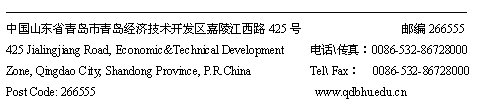 中国山东省青岛市青岛经济技术开发区嘉陵江西路 425 号 邮编 266555
425 Jialingjiang Road, Economic&Technical Development 电话\传真：0086-532-86728000
Zone, Qingdao City, Shandong Province, P.R.China Tel\ Fax： 0086-532-86728000
Post Code: 266555 www.qdbhu.edu.cn